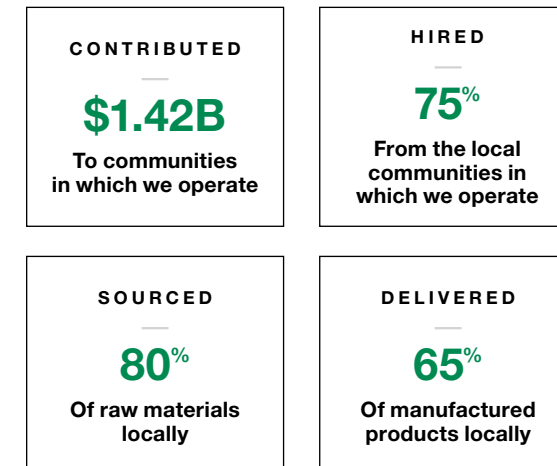 CONTRIBUTED
$1.42B
To communities
in which we operate
HIRED
75%
From the local
communities in
which we operate
SOURCED
80%
Of raw materials
locally
DELIVERED
65%
Of manufactured
products locally